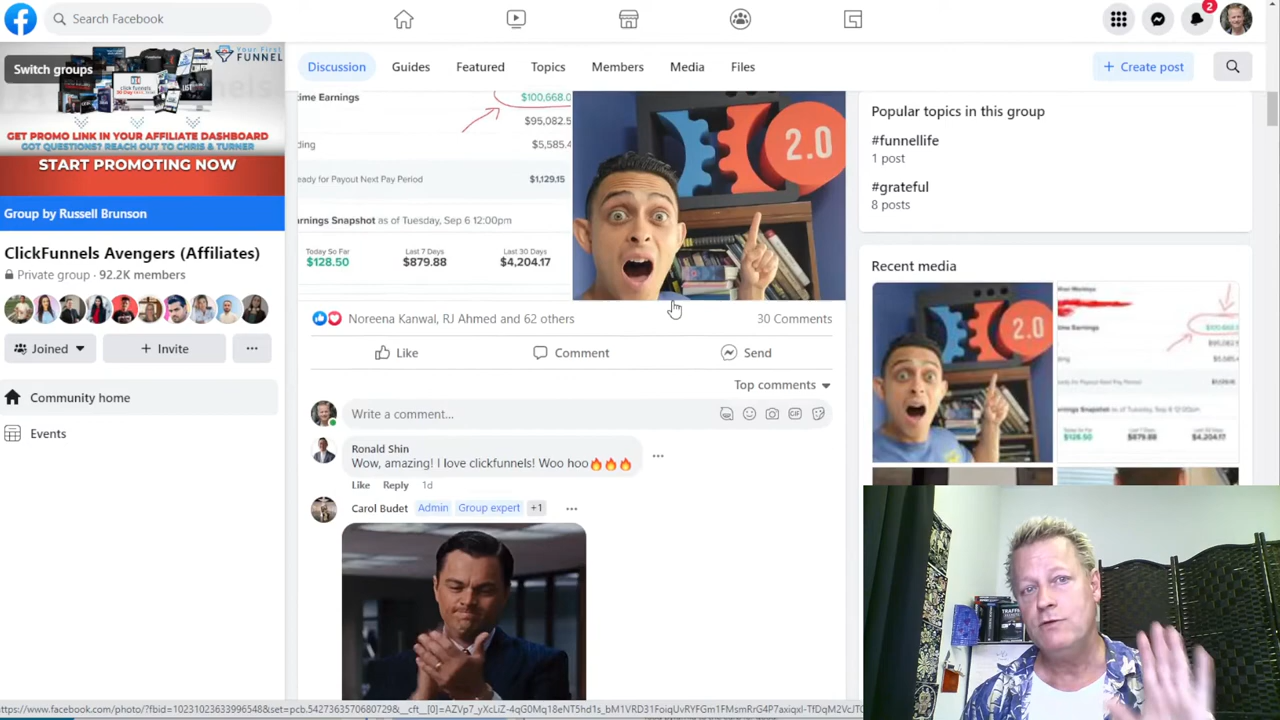 Search Facebook
2
Your First
FUNNEL
Switch groups
GET PROMO LINK IN YOUR AFFILIATE DASHBOARD
GOT QUESTIONS? REACH OUT TO CHRIS & TURNER
START PROMOTING NOW
Group by Russell Brunson
ClickFunnels Avengers (Affiliates)
Private group · 92.2K members
Joined
+ Invite
Community home
Events
Discussion
Guides
Featured
Topics
Members
Media
Files
+ Create post
time Earnings
$100,668.0
$95,082.5
ding
$5,585.4
Ready for Payout Next Pay Period
$1,129.15
Earnings Snapshot as of Tuesday, Sep 6 12:00pm
Today So Far
Last 7 Days
Last 30 Days
$128.50
$879.88
$4,204.17
2.0
Noreena Kanwal, RJ Ahmed and 62 others
30 Comments
Like
Comment
Send
Top comments
Write a comment...
GIF
Ronald Shin
Wow, amazing! I love clickfunnels! Woo hoo🔥🔥🔥
Like Reply 1d
Carol Budet Admin Group expert +1
Popular topics in this group
#funnellife
1 post
#grateful
8 posts
Recent media
2.0
TRAFFIC